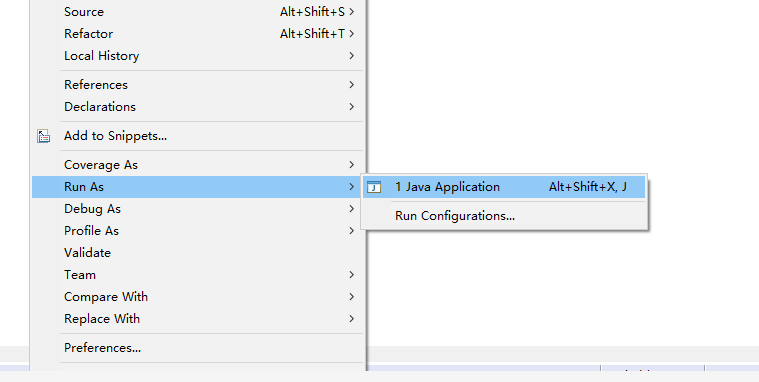 Source Alt+Shift+S >
Refactor Alt+Shift+T >
Local History >
References >
Declarations >
Add to Snippets...
Coverage As >
Run As >
1 Java Application Alt+Shift+X, J
Debug As >
Run Configurations...
Profile As >
Validate
Team >
Compare With >
Replace With >
Preferences...